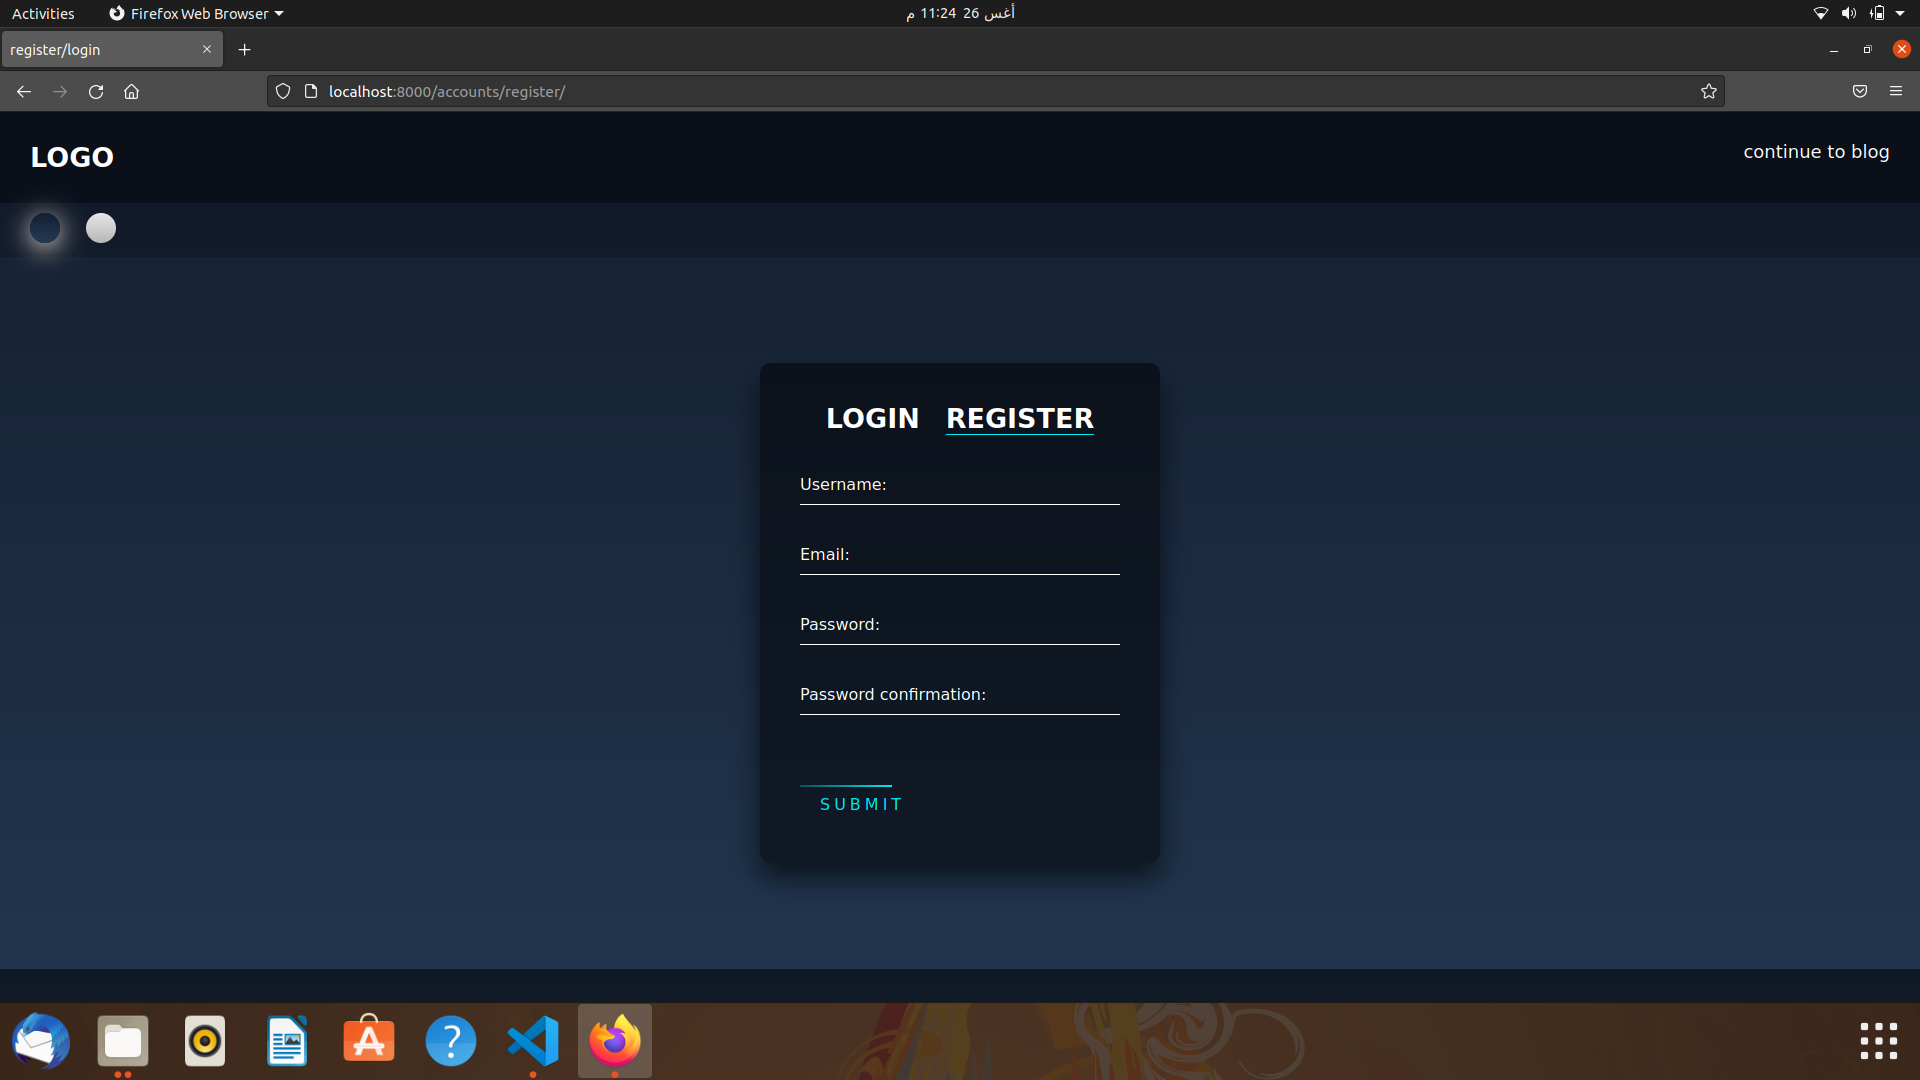 Activities
Firefox Web Browser
أغس 26 11:24 م
register/login
localhost:8000/accounts/register/
LOGO
continue to blog
LOGIN REGISTER
Username:
Email:
Password:
Password confirmation:
SUBMIT